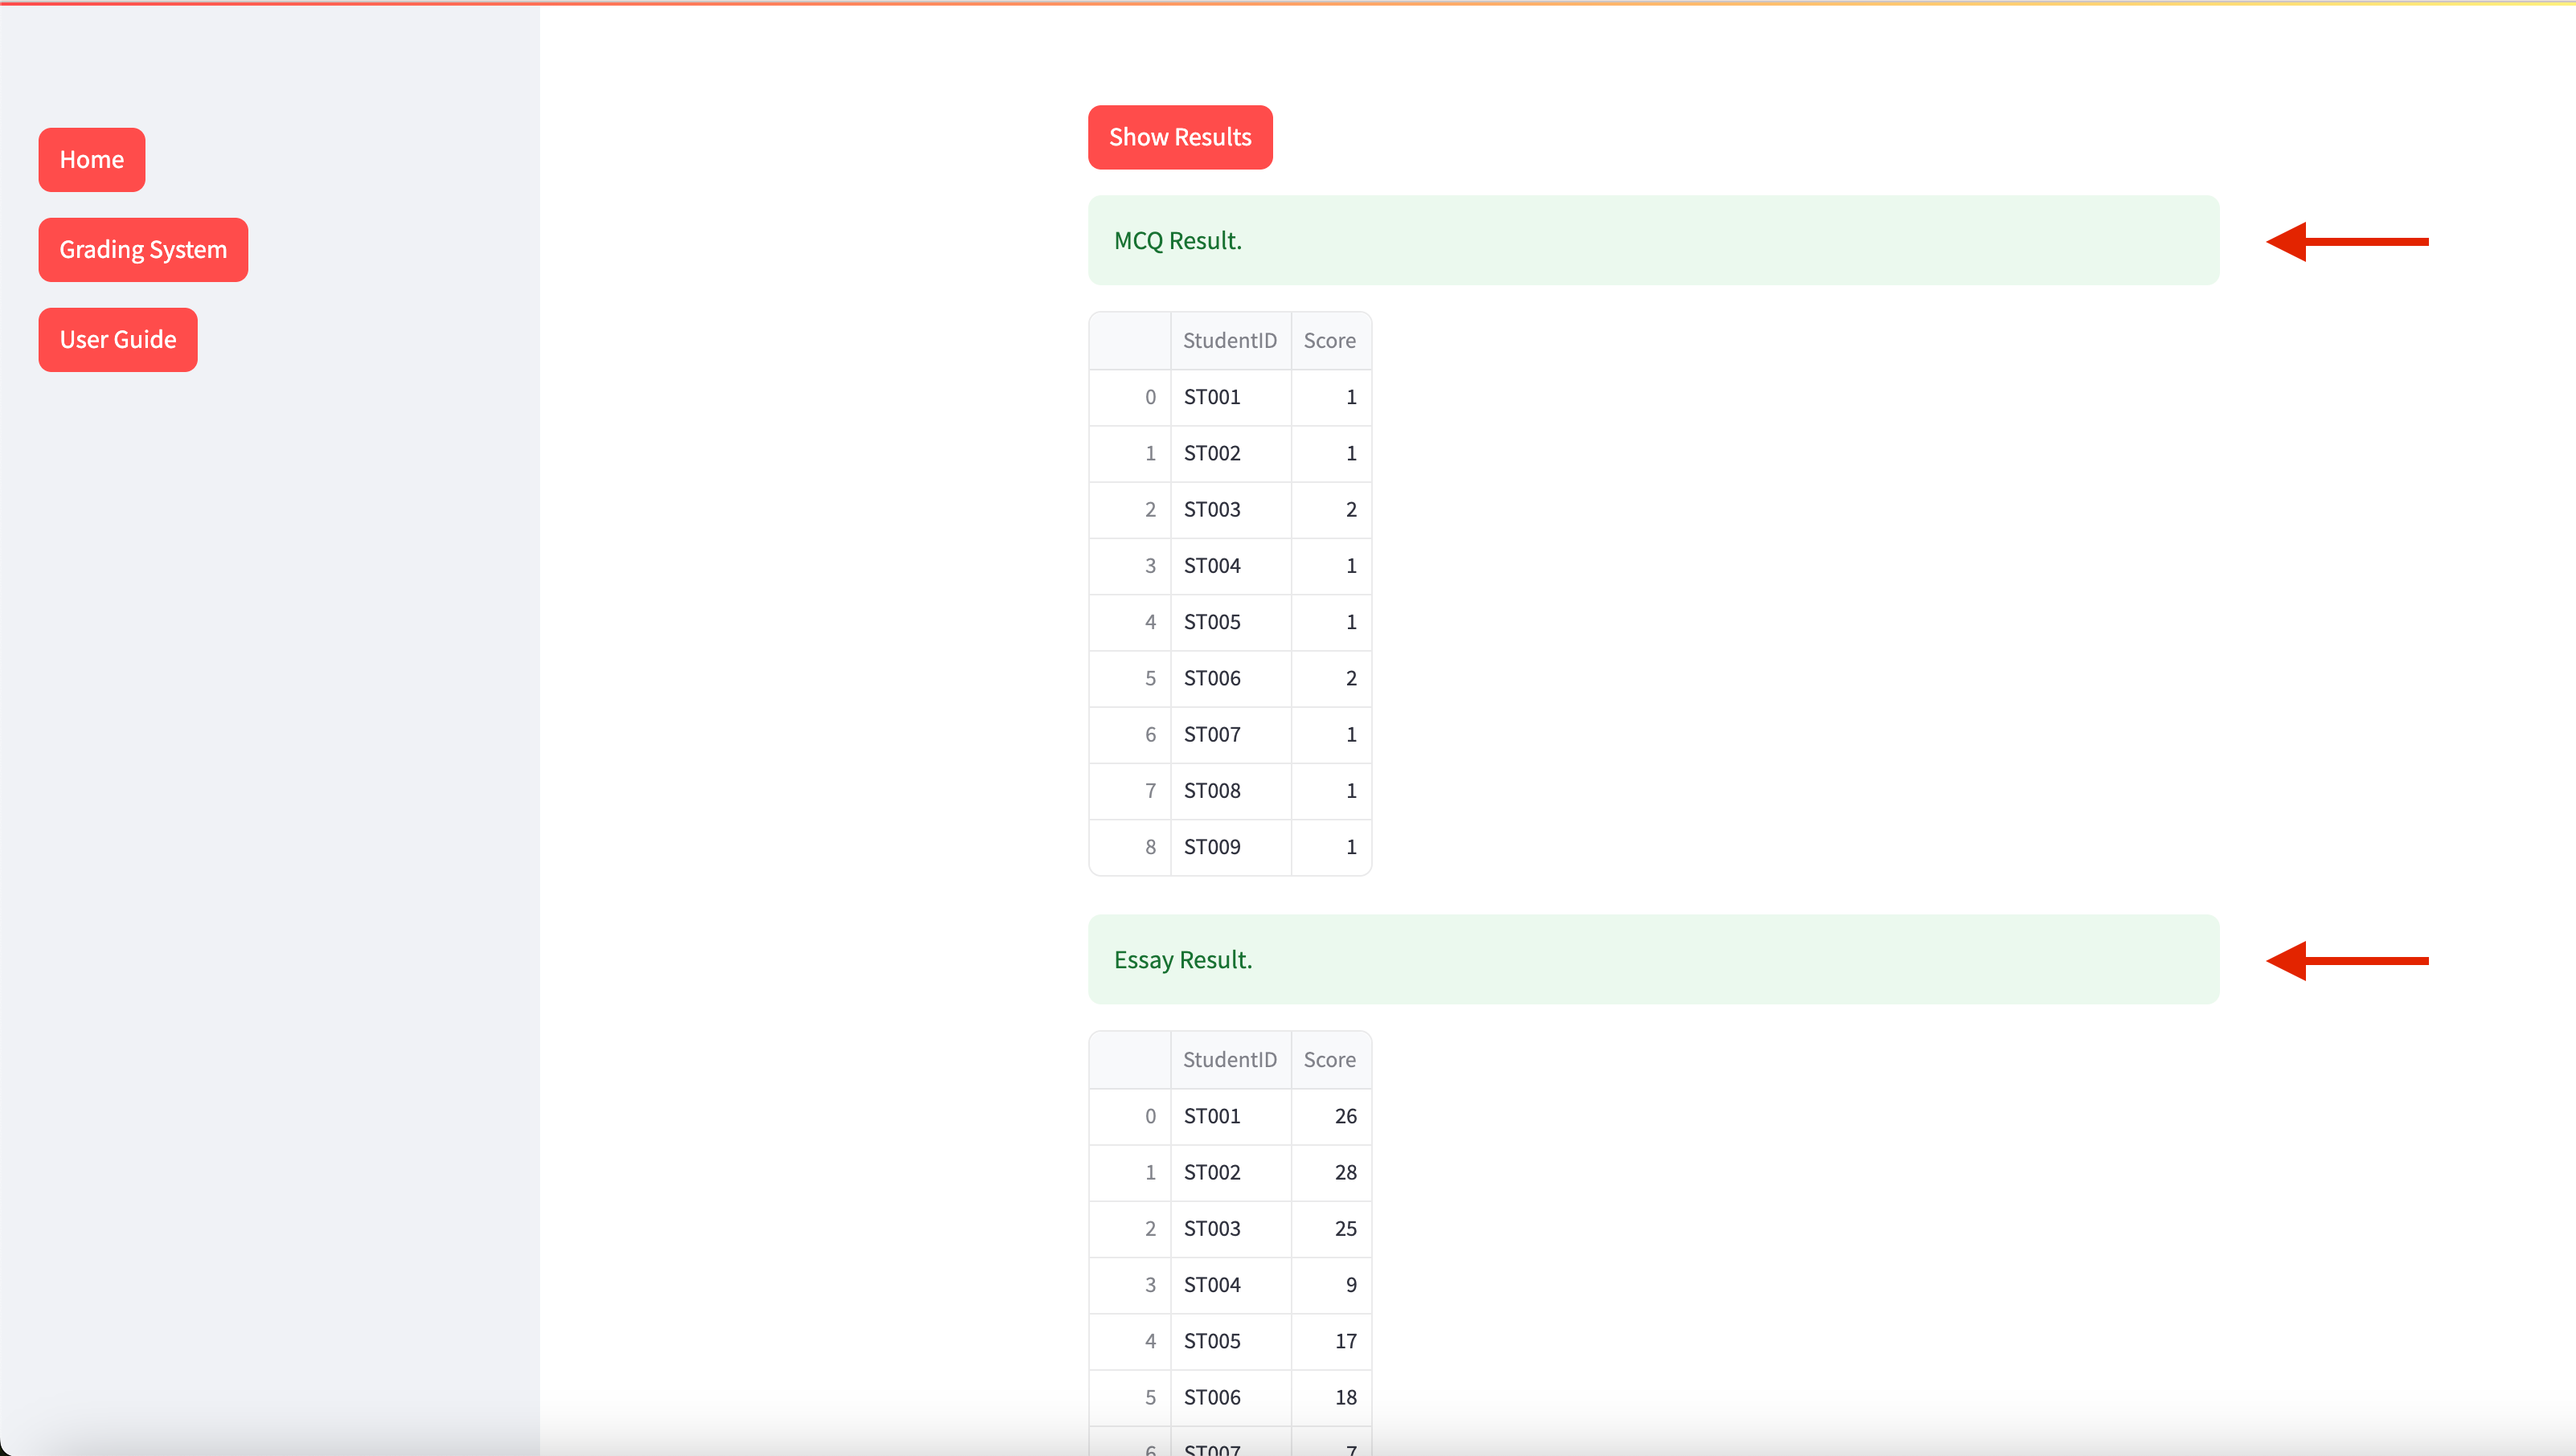 Home
Grading System
User Guide
Show Results
MCQ Result.
StudentID Score
0 ST001 1
1 ST002 1
2 ST003 2
3 ST004 1
4 ST005 1
5 ST006 2
6 ST007 1
7 ST008 1
8 ST009 1
Essay Result.
StudentID Score
0 ST001 26
1 ST002 28
2 ST003 25
3 ST004 9
4 ST005 17
5 ST006 18
6 ST007 7